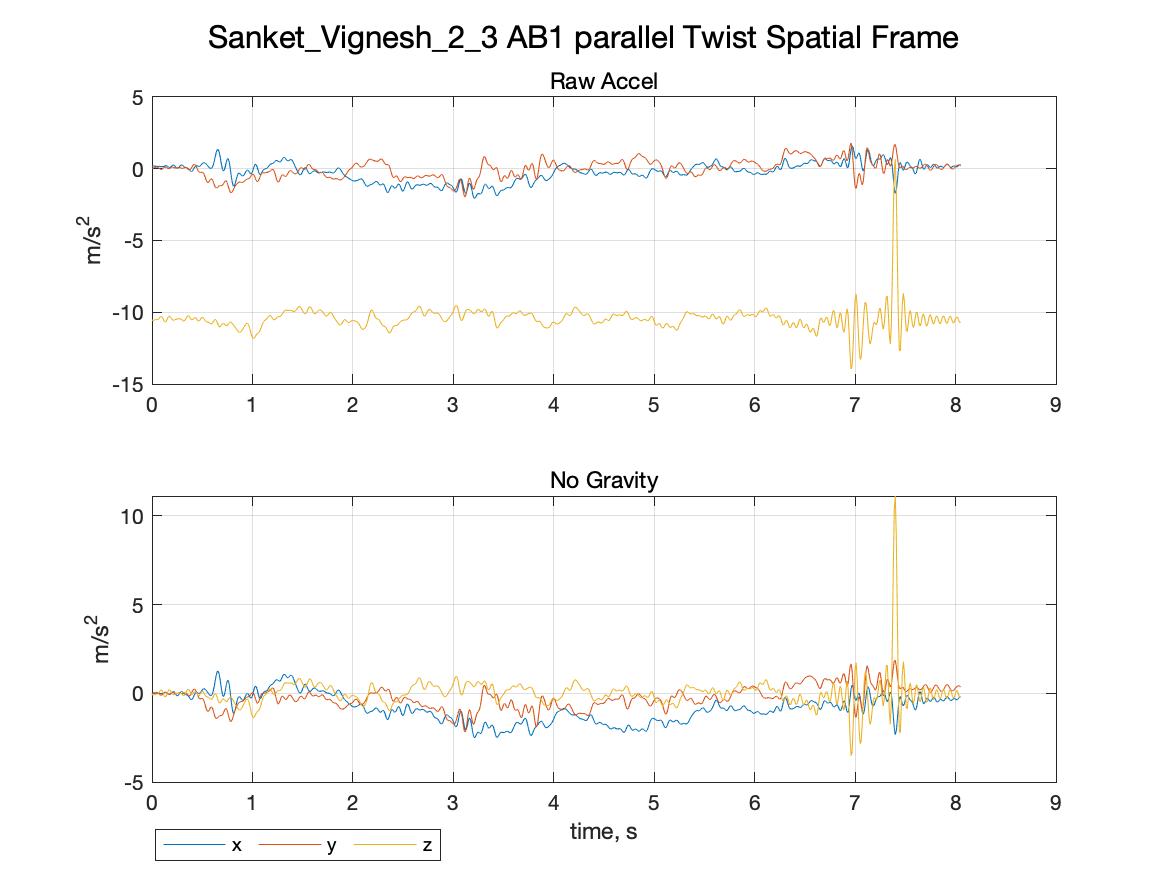 Sanket_Vignesh_2_3 AB1 parallel Twist Spatial Frame
Raw Accel
5
0
-5
-10
-15
m/s²
0 1 2 3 4 5 6 7 8 9
No Gravity
10
5
0
-5
m/s²
0 1 2 3 4 5 6 7 8 9
time, s
x y z